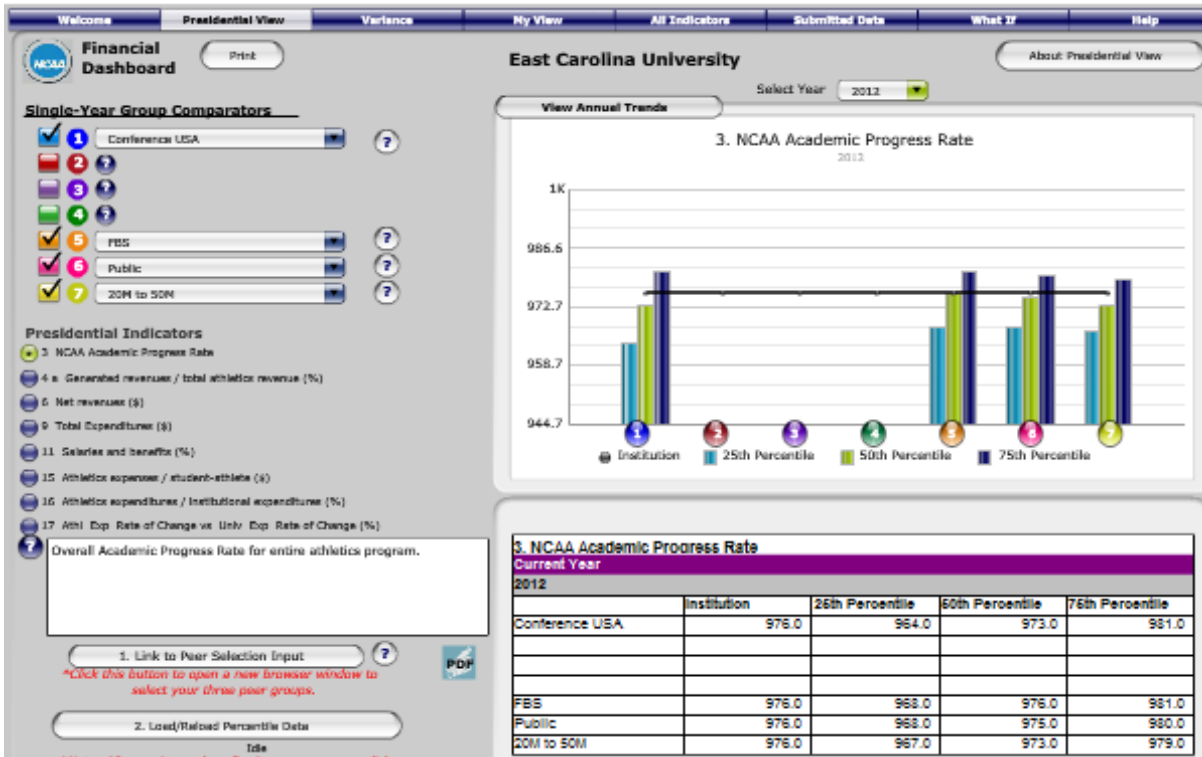 Welcome
Presidential View
Variance
My View
All Indicators
Submitted Data
What If
Help
NCAA
Financial
Dashboard
Print
East Carolina University
About Presidential View
Select Year 2012
View Annual Trends
Single-Year Group Comparators
1 Conference USA ?
2 ?
3 ?
4 ?
5 FBS ?
6 Public ?
7 20M to 50M ?
Presidential Indicators
3 NCAA Academic Progress Rate
4 a Generated revenues / total athletics revenue (%)
6 Net revenues ($)
9 Total Expenditures ($)
11 Salaries and benefits (%)
15 Athletics expenses / student-athlete ($)
16 Athletics expenditures / Institutional expenditures (%)
17 Athl Exp Rate of Change vs Univ Exp Rate of Change (%)
?
Overall Academic Progress Rate for entire athletics program.
1. Link to Peer Selection Input ?
PDF
*Click this button to open a new browser window to
select your three peer groups.
2. Load/Reload Percentile Data
Idle
3. NCAA Academic Progress Rate
2012
1K
986.6
972.7
958.7
944.7
1 2 3 4 5 6 7
Institution 25th Percentile 50th Percentile 75th Percentile
3. NCAA Academic Progress Rate
Current Year
2012
Institution 25th Percentile 50th Percentile 75th Percentile
Conference USA 976.0 964.0 973.0 981.0
FBS 976.0 968.0 976.0 981.0
Public 976.0 968.0 975.0 980.0
20M to 50M 976.0 967.0 973.0 979.0